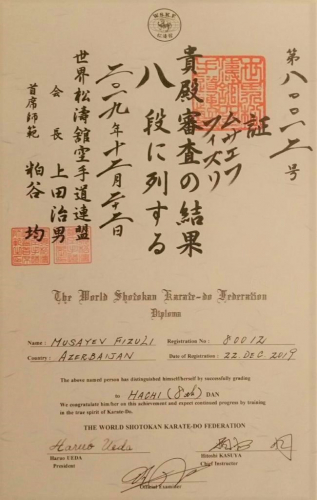 第八〇〇一二号
証
ムサエフ
フィズリ
貴殿審査の結果
八段に列する
二〇一九年十二月二十二日
世界松涛舘空手道連盟
会長 上田治男
首席師範 粕谷 均
The World Shotokan Karate-do Federation
Diploma
Name : MUSAYEV FIZULI Registration No : 80012
Country : AZERBAIJAN Date of Registration : 22 DEC 2019
The above named person has distinguished himself/herself by successfully grading
to HACHI (8th) DAN
We congratulate him/her on this achievement and expect continued progress by training
in the true spirit of Karate-Do.
THE WORLD SHOTOKAN KARATE-DO FEDERATION
Haruo Ueda
Haruo UEDA Hitoshi KASUYA
President Chief Instructor
Official Examiner